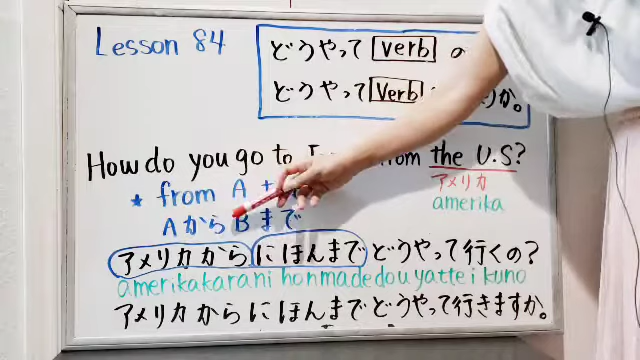 Lesson 84
どうやって verb の
どうやって Verb か。
How do you go to from the U.S?
アメリカ
amerika
* from A
AからBまで
アメリカからにほんまでどうやって行くの?
amerikakaranihonmadedouyatteikuno
アメリカからにほんまでどうやって行きますか。